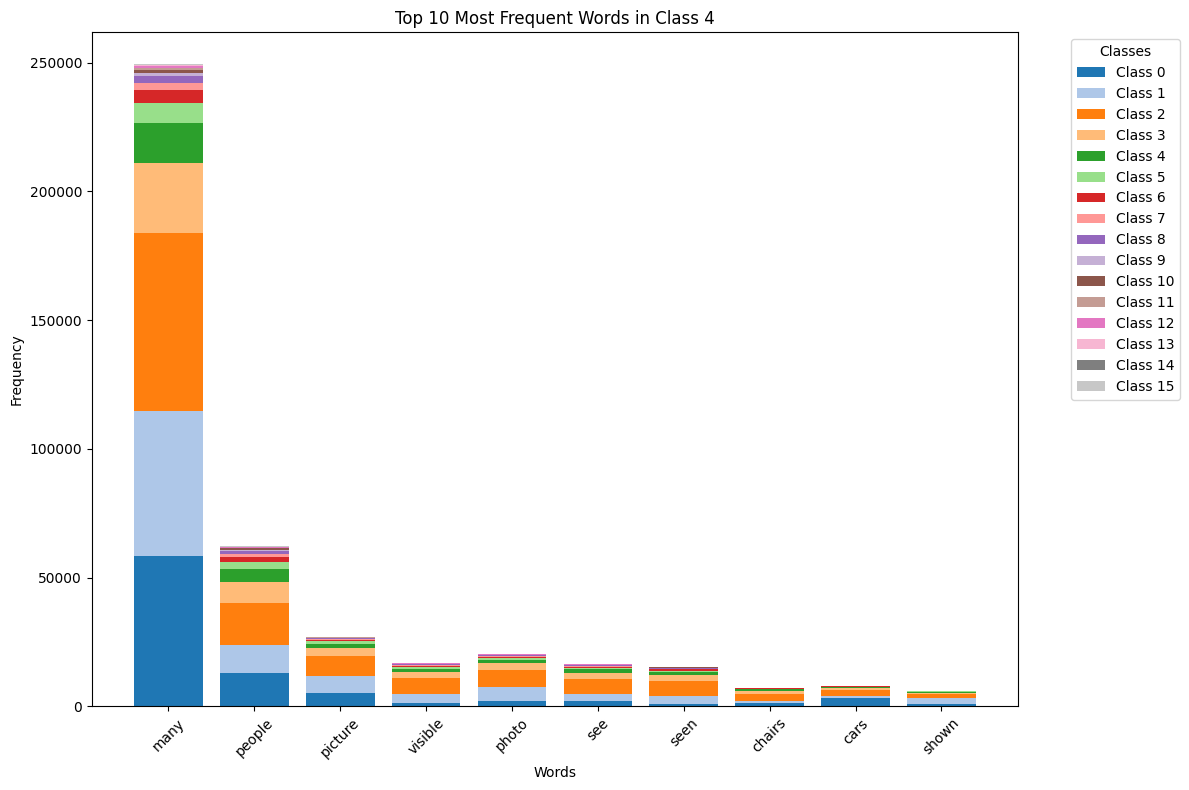 Top 10 Most Frequent Words in Class 4
250000
200000
150000
100000
50000
0
Frequency
many
people
picture
visible
photo
see
seen
chairs
cars
shown
Words
Classes
Class 0
Class 1
Class 2
Class 3
Class 4
Class 5
Class 6
Class 7
Class 8
Class 9
Class 10
Class 11
Class 12
Class 13
Class 14
Class 15